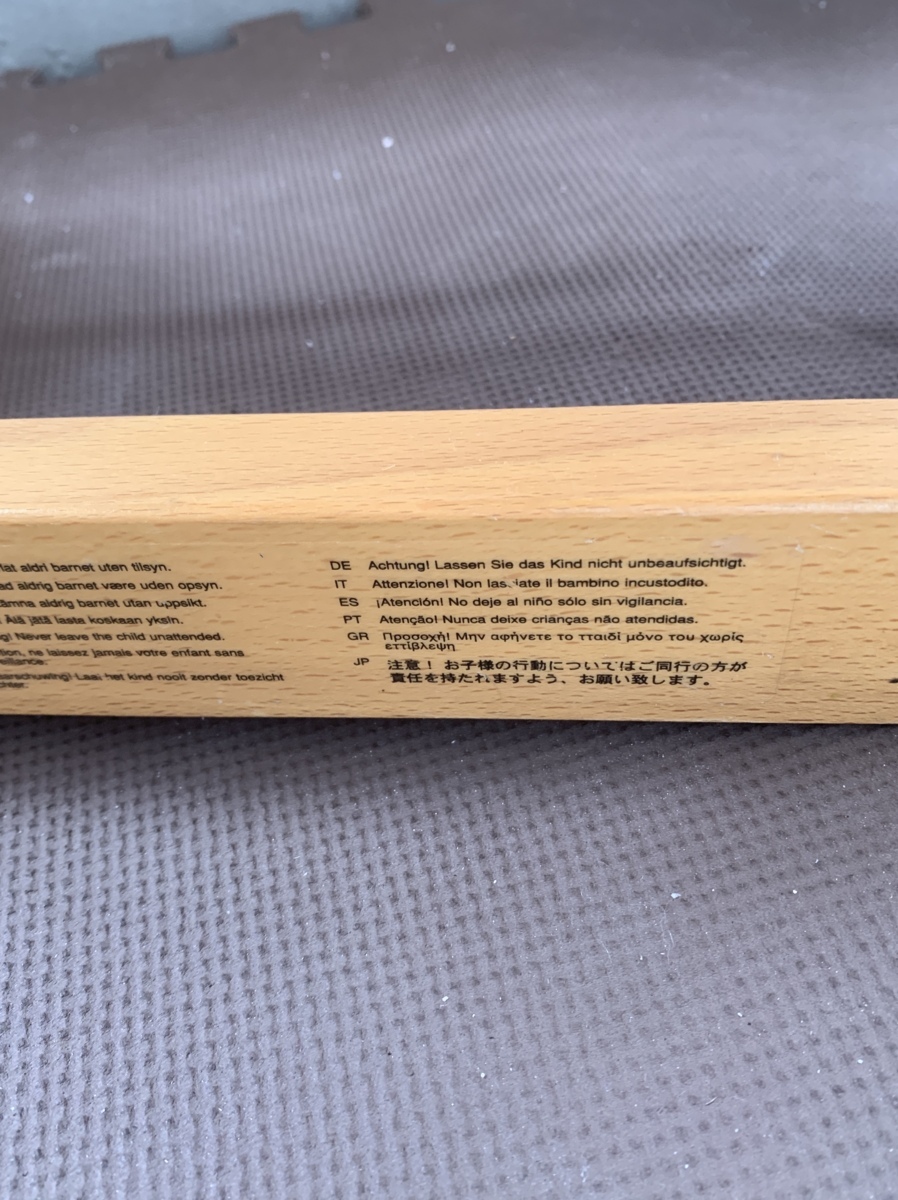 lat aldri barnet uten tilsyn.
aldrig barnet være uden opsyn.
aldrig barnet utan uppsikt.
Älä jätä lasta koskaan yksin.
Never leave the child unattended.
ne laissez jamais votre enfant sans
het kind nooit zonder toezicht
DE Achtung! Lassen Sie das Kind nicht unbeaufsichtigt.
IT Attenzione! Non il bambino incustodito.
ES ¡Atención! No deje al niño sólo sin vigilancia.
PT Atenção! Nunca deixe crianças não atendidas.
GR Προσοχή! Μην αφήνετε το τταιδί μόνο του χωρίς
εττίβλεψη
JP 注意！ お子様の行動についてはご同行の方が
責任を持たれますよう、お願い致します。